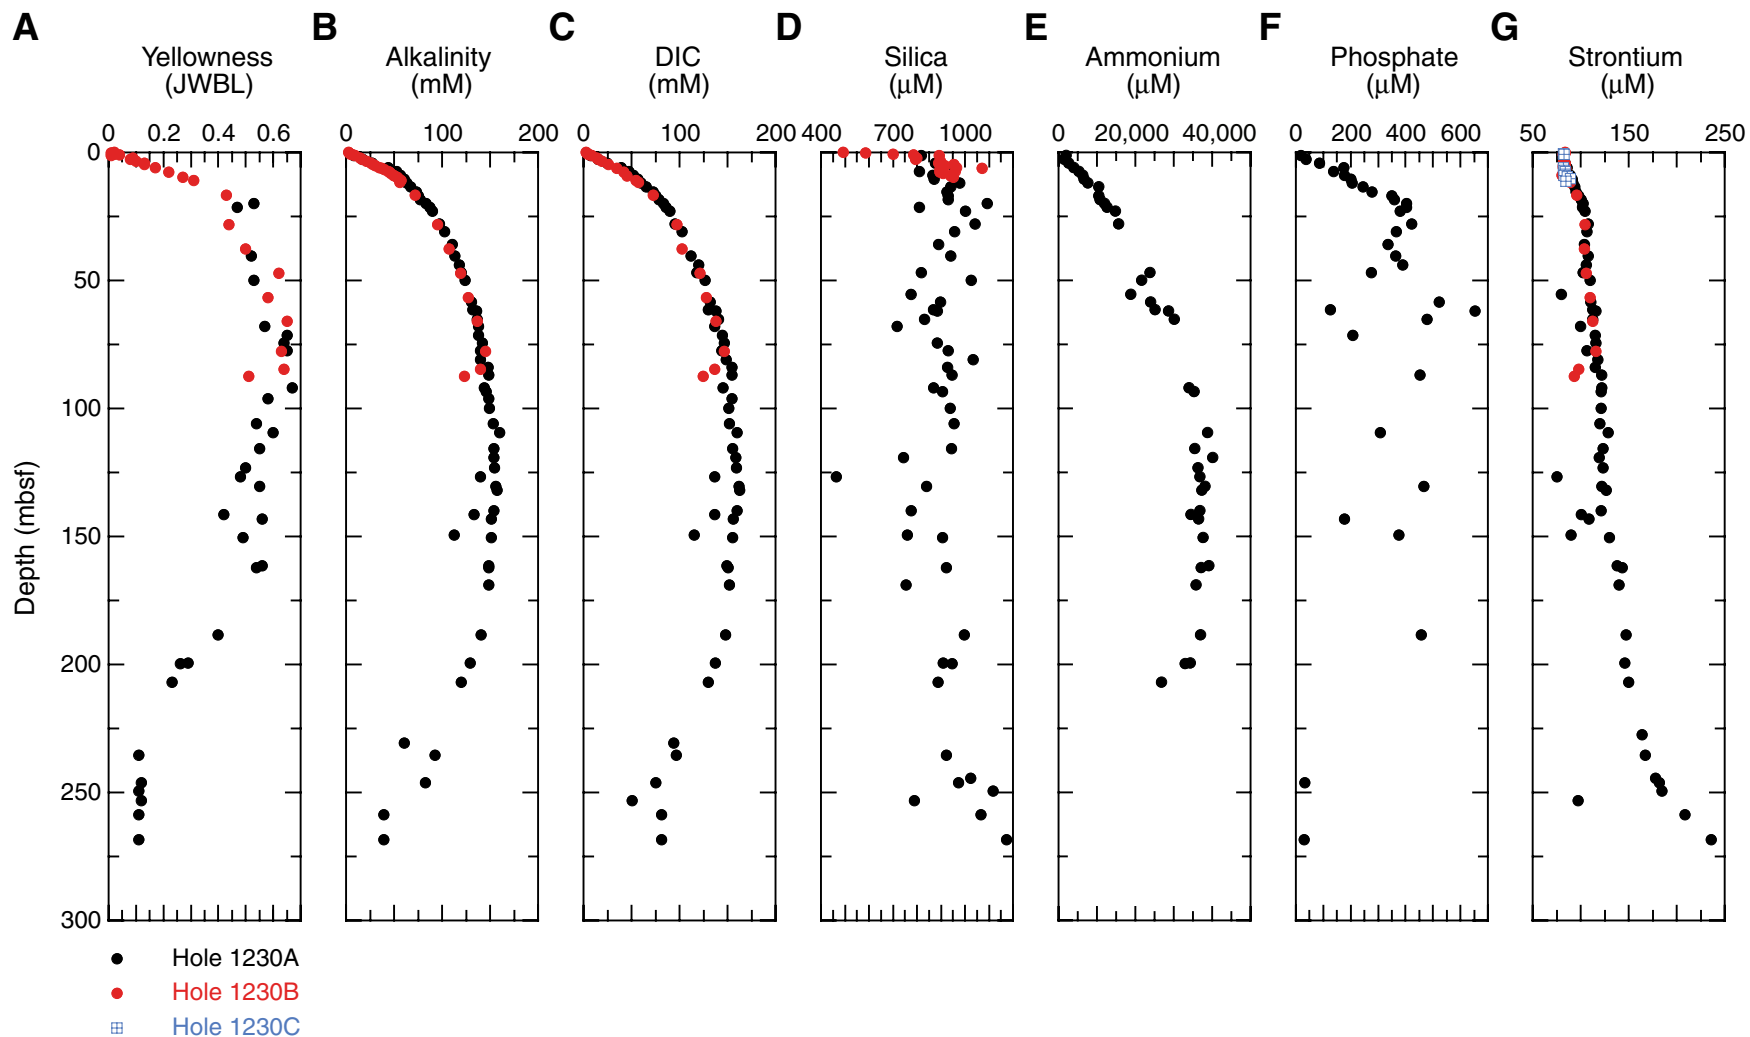 A B C D E F G
Yellowness Alkalinity DIC Silica Ammonium Phosphate Strontium
(JWBL) (mM) (mM) (µM) (µM) (µM) (µM)
0 0.2 0.4 0.6 0 100 200 0 100 200 400 700 1000 0 20,000 40,000 0 200 400 600 50 150 250
0
50
100
150
200
250
300
Depth (mbsf)
Hole 1230A
Hole 1230B
Hole 1230C